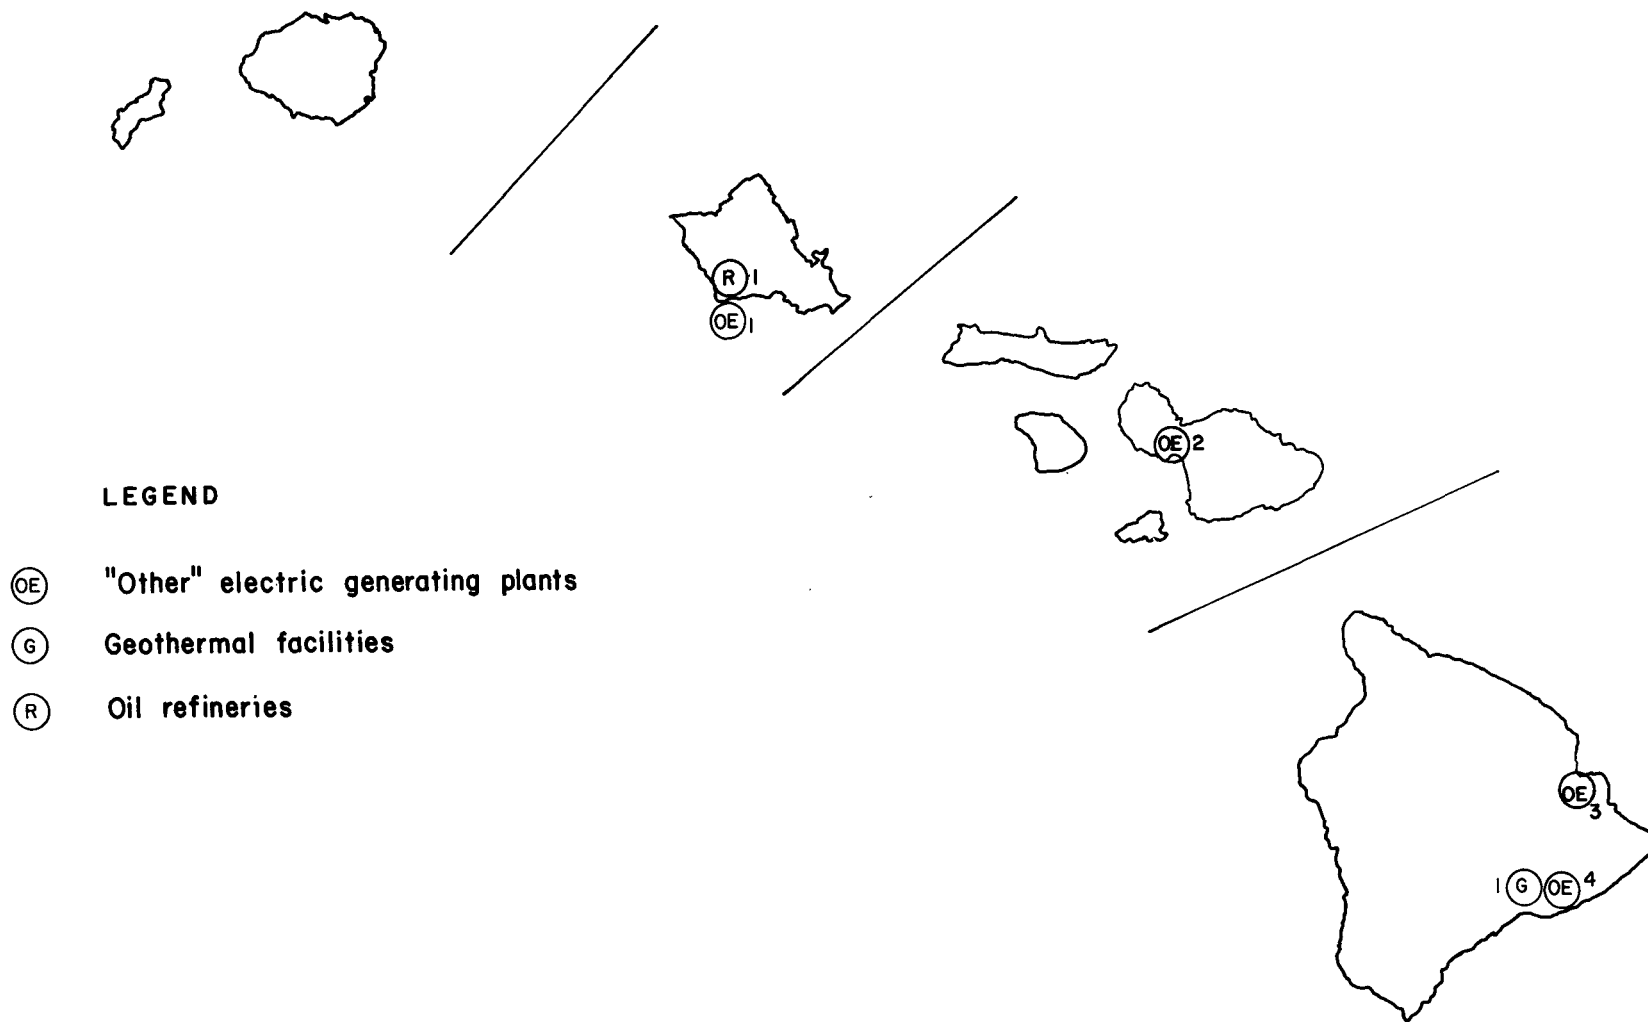 R 1
OE 1
OE 2
LEGEND
OE "Other" electric generating plants
G Geothermal facilities
R Oil refineries
OE 3
1 G OE 4